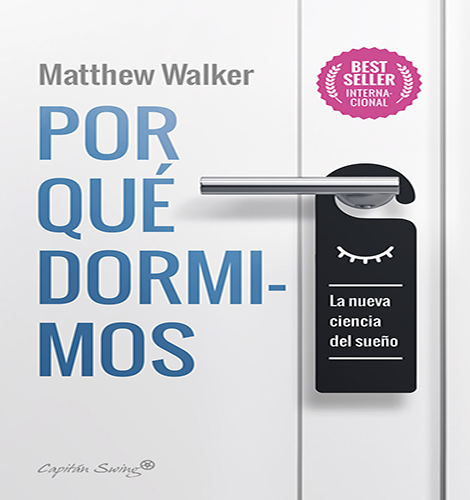 Matthew Walker
BEST
SELLER
INTERNA-
CIONAL
POR
QUÉ
DORMI-
MOS
La nueva
ciencia
del sueño
Capitán Swing